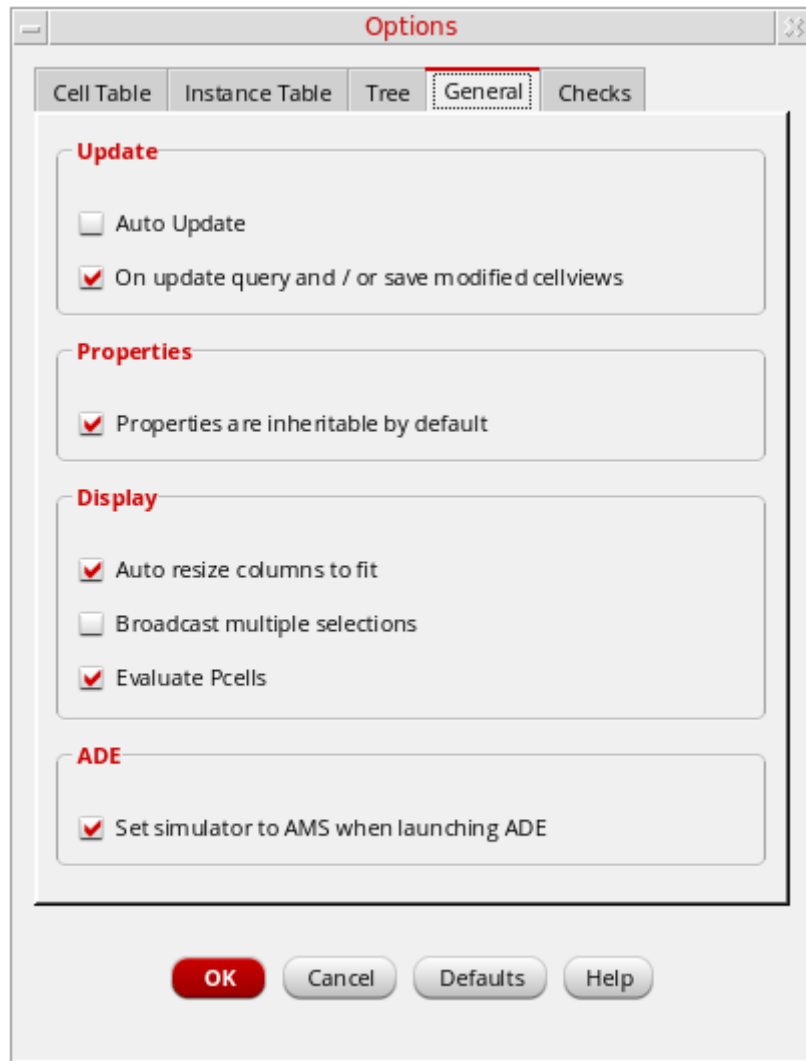 Options
Cell Table Instance Table Tree General Checks
Update
Auto Update
On update query and / or save modified cellviews
Properties
Properties are inheritable by default
Display
Auto resize columns to fit
Broadcast multiple selections
Evaluate Pcells
ADE
Set simulator to AMS when launching ADE
OK Cancel Defaults Help